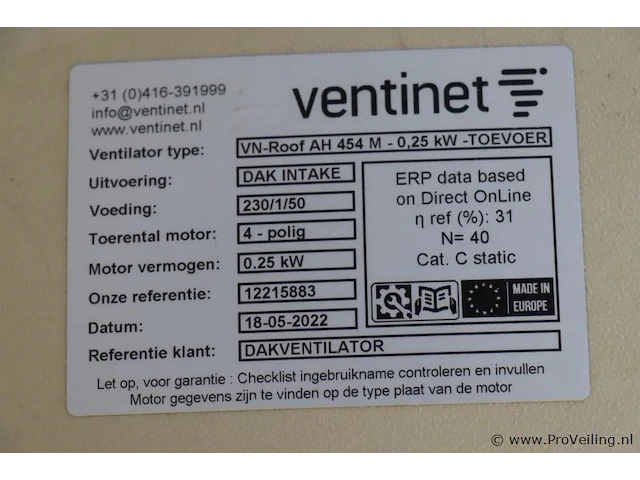 +31 (0)416-391999
info@ventinet.nl
www.ventinet.nl
ventinet
Ventilator type: VN-Roof AH 454 M - 0,25 kW -TOEVOER
Uitvoering: DAK INTAKE
Voeding: 230/1/50
Toerental motor: 4 - polig
Motor vermogen: 0.25 kW
Onze referentie: 12215883
Datum: 18-05-2022
Referentie klant: DAKVENTILATOR
ERP data based
on Direct OnLine
η ref (%): 31
N= 40
Cat. C static
MADE IN
EUROPE
Let op, voor garantie : Checklist ingebruikname controleren en invullen
Motor gegevens zijn te vinden op de type plaat van de motor
© www.ProVeiling.nl